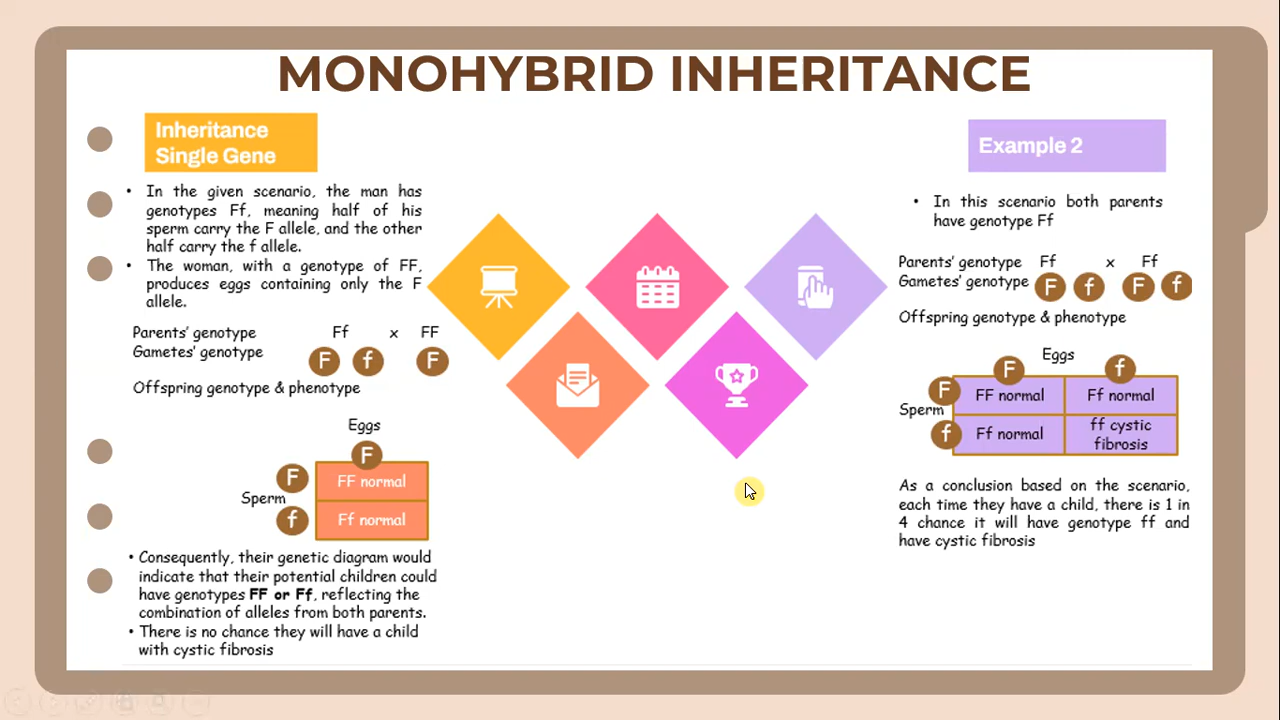 MONOHYBRID INHERITANCE
Inheritance
Single Gene
• In the given scenario, the man has
genotypes Ff, meaning half of his
sperm carry the F allele, and the other
half carry the f allele.
• The woman, with a genotype of FF,
produces eggs containing only the F
allele.
Parents' genotype Ff x FF
Gametes' genotype F f F
Offspring genotype & phenotype
Eggs
F
F FF normal
Sperm
f Ff normal
• Consequently, their genetic diagram would
indicate that their potential children could
have genotypes FF or Ff, reflecting the
combination of alleles from both parents.
• There is no chance they will have a child
with cystic fibrosis
Example 2
• In this scenario both parents
have genotype Ff
Parents' genotype Ff x Ff
Gametes' genotype F f F f
Offspring genotype & phenotype
Eggs
F f
F FF normal Ff normal
Sperm
f Ff normal ff cystic
fibrosis
As a conclusion based on the scenario,
each time they have a child, there is 1 in
4 chance it will have genotype ff and
have cystic fibrosis